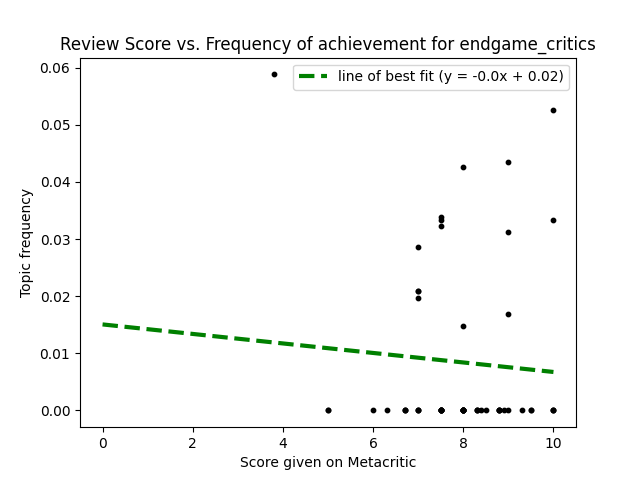 Review Score vs. Frequency of achievement for endgame_critics
line of best fit (y = -0.0x + 0.02)
0.06
0.05
0.04
0.03
0.02
0.01
0.00
Topic frequency
0 2 4 6 8 10
Score given on Metacritic